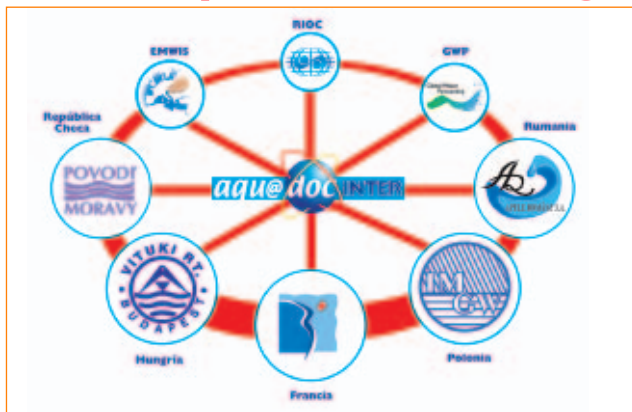 RIOC
EMWIS
GWP
República
Checa
Rumania
POVODÍ
MORAVY
aqu@doc INTER
VITUKI RT.
BUDAPEST
IMGW
Hungría
Polonia
Francia